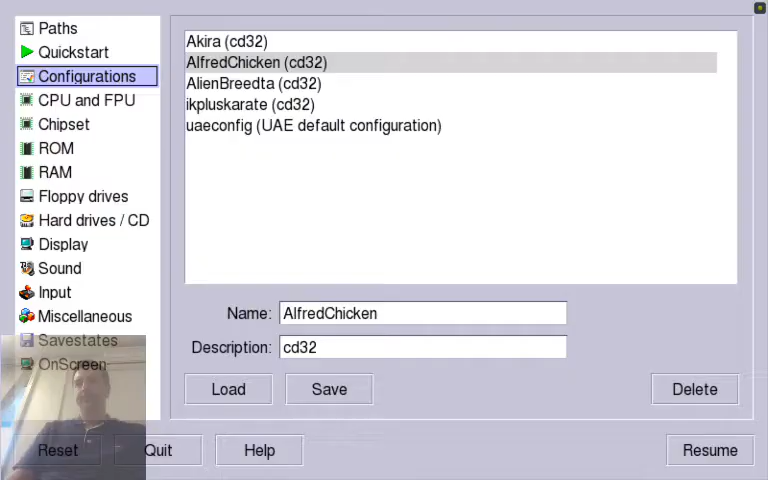 Paths
Quickstart
Configurations
CPU and FPU
Chipset
ROM
RAM
Floppy drives
Hard drives / CD
Display
Sound
Input
Miscellaneous
Savestates
OnScreen
Akira (cd32)
AlfredChicken (cd32)
AlienBreedta (cd32)
ikpluskarate (cd32)
uaeconfig (UAE default configuration)
Name: AlfredChicken
Description: cd32
Load Save Delete
Reset Quit Help Resume